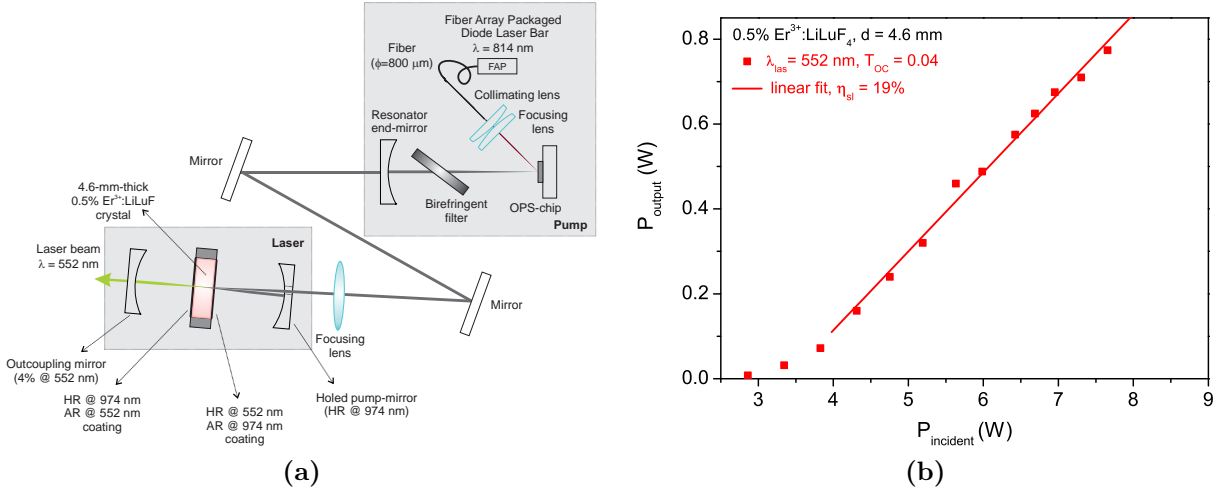 Fiber Array Packaged
Diode Laser Bar
λ = 814 nm
Fiber
(ϕ=800 μm)
FAP
Collimating lens
Focusing
lens
Resonator
end-mirror
Mirror
Birefringent
filter
OPS-chip
Pump
4.6-mm-thick
0.5% Er³⁺:LiLuF
crystal
Laser
Laser beam
λ = 552 nm
Mirror
Focusing
lens
Outcoupling mirror
(4% @ 552 nm)
HR @ 974 nm
AR @ 552 nm
coating
HR @ 552 nm
AR @ 974 nm
coating
Holed pump-mirror
(HR @ 974 nm)
(a)
0.5% Er³⁺:LiLuF₄, d = 4.6 mm
λ_las = 552 nm, T_OC = 0.04
linear fit, η_sl = 19%
P_output (W)
0.8
0.6
0.4
0.2
0.0
3 4 5 6 7 8 9
P_incident (W)
(b)